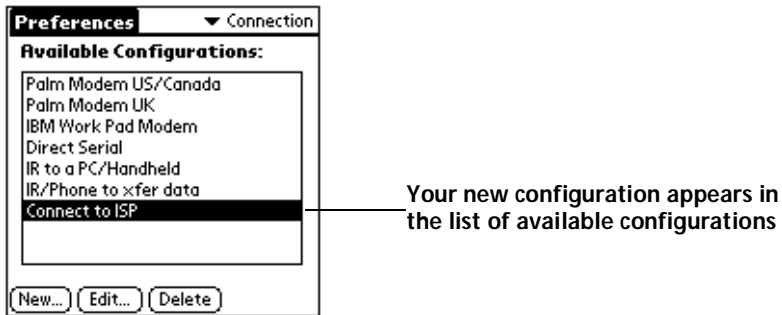 Preferences ▼ Connection
Available Configurations:
Palm Modem US/Canada
Palm Modem UK
IBM Work Pad Modem
Direct Serial
IR to a PC/Handheld
IR/Phone to xfer data
Connect to ISP
Your new configuration appears in
the list of available configurations
New... Edit... Delete